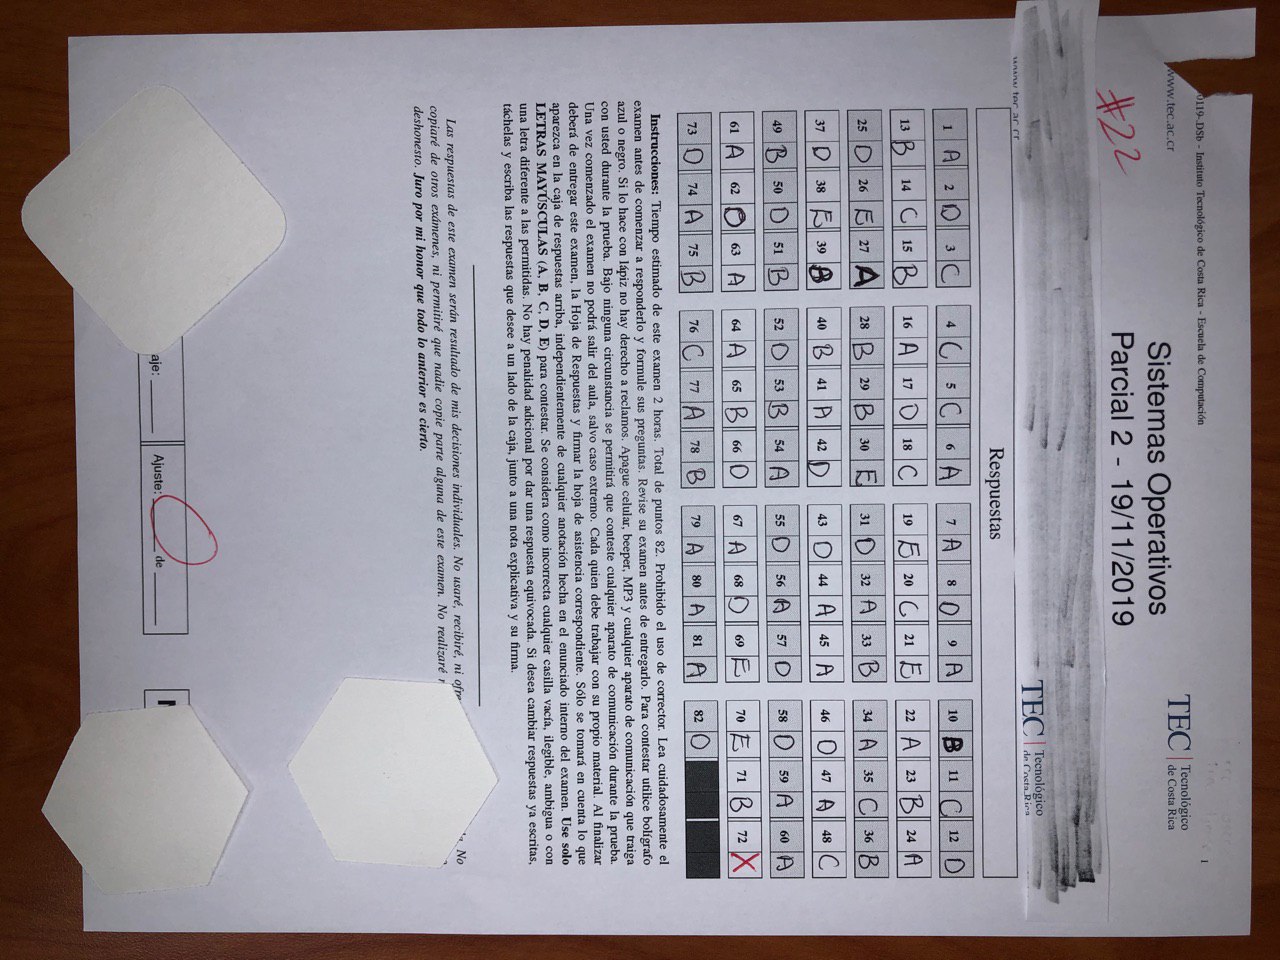 0119- DSb - Instituto Tecnológico de Costa Rica - Escuela de Computación
1
www.tec.ac.cr
TEC | Tecnológico de Costa Rica
Sistemas Operativos
Parcial 2 - 19/11/2019
#22
TEC | Tecnológico de Costa Rica
www.tec.ac.cr
Respuestas
1 A 2 D 3 C 4 C 5 C 6 A 7 A 8 D 9 A 10 B 11 C 12 D
13 B 14 C 15 B 16 A 17 D 18 C 19 E 20 C 21 E 22 A 23 B 24 A
25 D 26 E 27 A 28 B 29 B 30 E 31 D 32 A 33 B 34 A 35 C 36 B
37 D 38 E 39 B 40 B 41 A 42 D 43 D 44 A 45 A 46 D 47 A 48 C
49 B 50 D 51 B 52 D 53 B 54 A 55 D 56 A 57 D 58 D 59 A 60 A
61 A 62 D 63 A 64 A 65 B 66 D 67 A 68 D 69 E 70 E 71 B 72 X
73 D 74 A 75 B 76 C 77 A 78 B 79 A 80 A 81 A 82 D
Instrucciones: Tiempo estimado de este examen 2 horas. Total de puntos 82. Prohibido el uso de corrector. Lea cuidadosamente el
examen antes de comenzar a responderlo y formule sus preguntas. Revise su examen antes de entregarlo. Para contestar utilice bolígrafo
azul o negro. Si lo hace con lápiz no hay derecho a reclamos. Apague celular, beeper, MP3 y cualquier aparato de comunicación que traiga
con usted durante la prueba. Bajo ninguna circunstancia se permitirá que conteste cualquier aparato de comunicación durante la prueba.
Una vez comenzado el examen no podrá salir del aula, salvo caso extremo. Cada quien debe trabajar con su propio material. Al finalizar
deberá de entregar este examen, la Hoja de Respuestas y firmar la hoja de asistencia correspondiente. Sólo se tomará en cuenta lo que
aparezca en la caja de respuestas arriba, independientemente de cualquier anotación hecha en el enunciado interno del examen. Use solo
LETRAS MAYÚSCULAS (A, B, C, D, E) para contestar. Se considera como incorrecta cualquier casilla vacía, ilegible, ambigua o con
una letra diferente a las permitidas. No hay penalidad adicional por dar una respuesta equivocada. Si desea cambiar respuestas ya escritas,
táchelas y escriba las respuestas que desee a un lado de la caja, junto a una nota explicativa y su firma.
Las respuestas de este examen serán resultado de mis decisiones individuales. No usaré, recibiré, ni No
copiaré de otros exámenes, ni permitiré que nadie copie parte alguna de este examen. No realizaré
deshonesto. Juro por mi honor que todo lo anterior es cierto.
aje: Ajuste: de